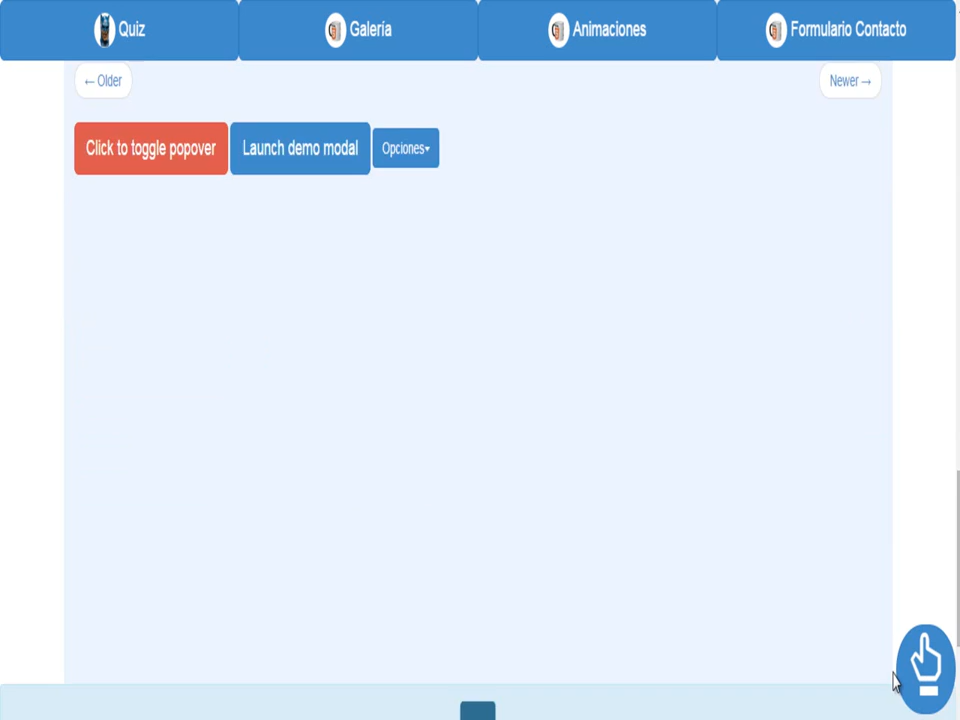 Quiz
Galería
Animaciones
Formulario Contacto
← Older
Newer →
Click to toggle popover
Launch demo modal
Opciones